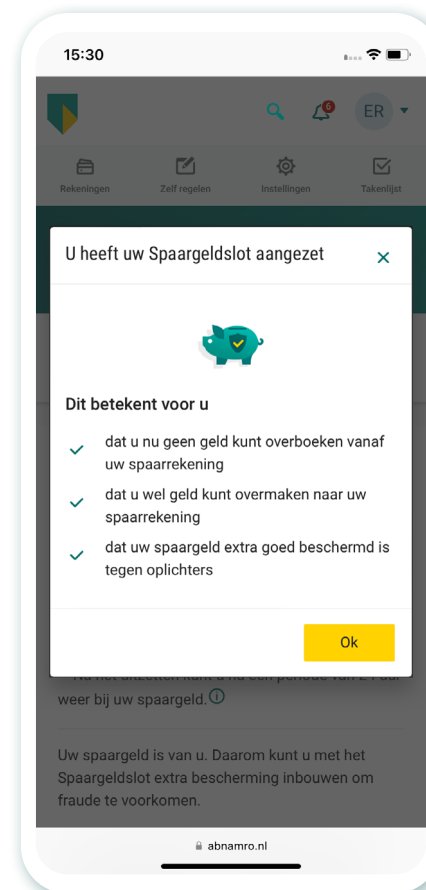 15:30
6
ER
Rekeningen
Zelf regelen
Instellingen
Takenlijst
U heeft uw Spaargeldslot aangezet
Dit betekent voor u
dat u nu geen geld kunt overboeken vanaf
uw spaarrekening
dat u wel geld kunt overmaken naar uw
spaarrekening
dat uw spaargeld extra goed beschermd is
tegen oplichters
Ok
weer bij uw spaargeld.
Uw spaargeld is van u. Daarom kunt u met het
Spaargeldslot extra bescherming inbouwen om
fraude te voorkomen.
abnamro.nl